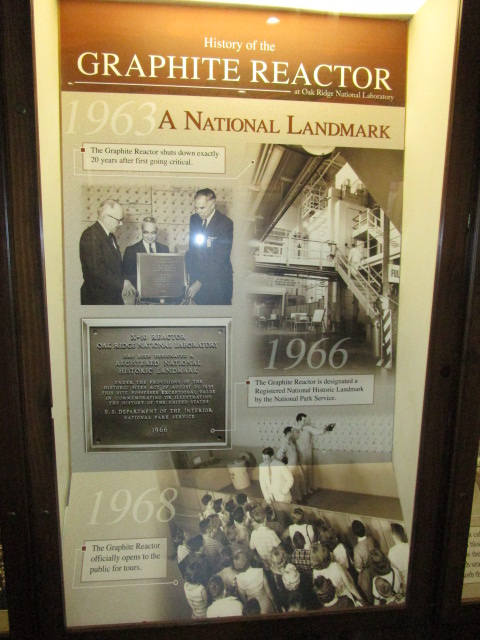 History of the
GRAPHITE REACTOR
at Oak Ridge National Laboratory
1963 A NATIONAL LANDMARK
The Graphite Reactor shuts down exactly
20 years after first going critical.
X-10 REACTOR
OAK RIDGE NATIONAL LABORATORY
HAS BEEN DESIGNATED A
REGISTERED NATIONAL
HISTORIC LANDMARK
UNDER THE PROVISIONS OF THE
HISTORIC SITES ACT OF AUGUST 21, 1935
THIS SITE POSSESSES EXCEPTIONAL VALUE
IN COMMEMORATING OR ILLUSTRATING
THE HISTORY OF THE UNITED STATES
U.S. DEPARTMENT OF THE INTERIOR
NATIONAL PARK SERVICE
1966
1966
The Graphite Reactor is designated a
Registered National Historic Landmark
by the National Park Service.
1968
The Graphite Reactor
officially opens to the
public for tours.